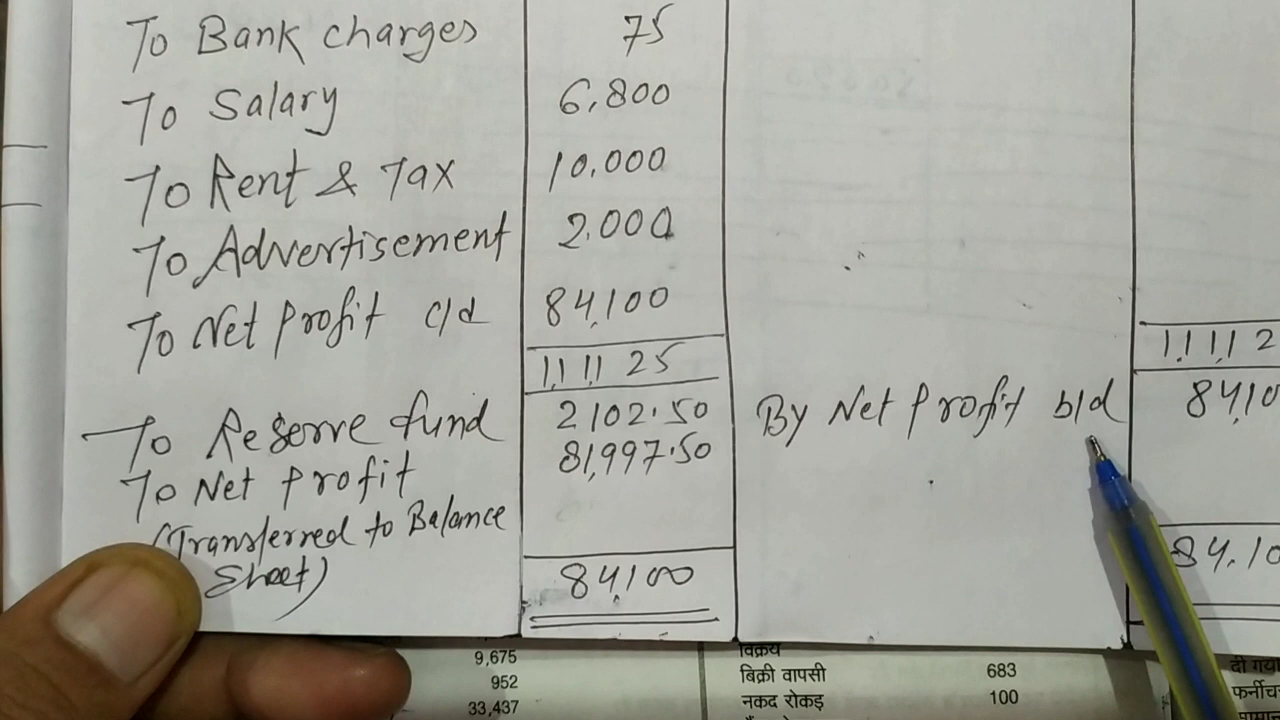 To Bank charges 75
To Salary 6,800
To Rent & Tax 10,000
To Advertisement 2,000
To Net Profit c/d 84,100
1,11,125 1,11,12
To Reserve fund 2102.50 By Net Profit b/d 84,10
To Net Profit 81,997.50
(Transferred to Balance
Sheet)
84,100 84,10
9,675 विक्रय
952 बिक्री वापसी 683 दी गया
33,437 नकद रोकड़ 100 फर्नीचर